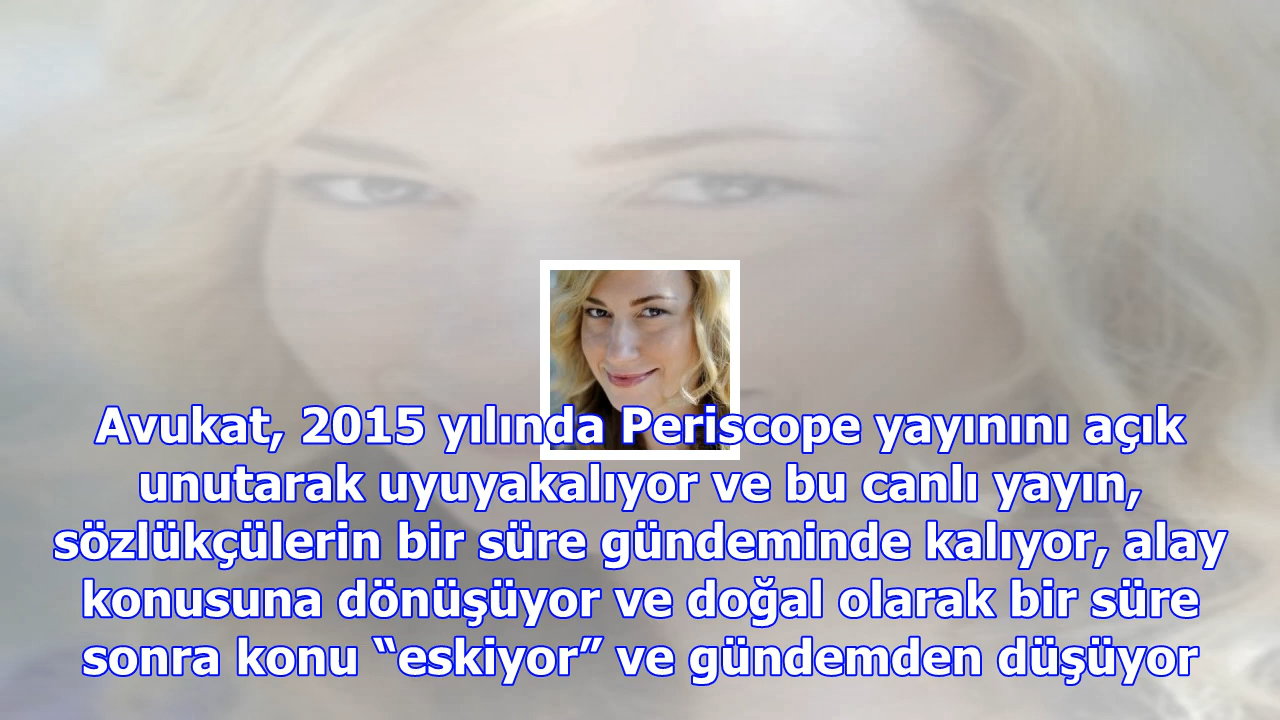 Avukat, 2015 yılında Periscope yayınını açık
unutarak uyuyakalıyor ve bu canlı yayın,
sözlükçülerin bir süre gündeminde kalıyor, alay
konusuna dönüşüyor ve doğal olarak bir süre
sonra konu “eskiyor” ve gündemden düşüyor